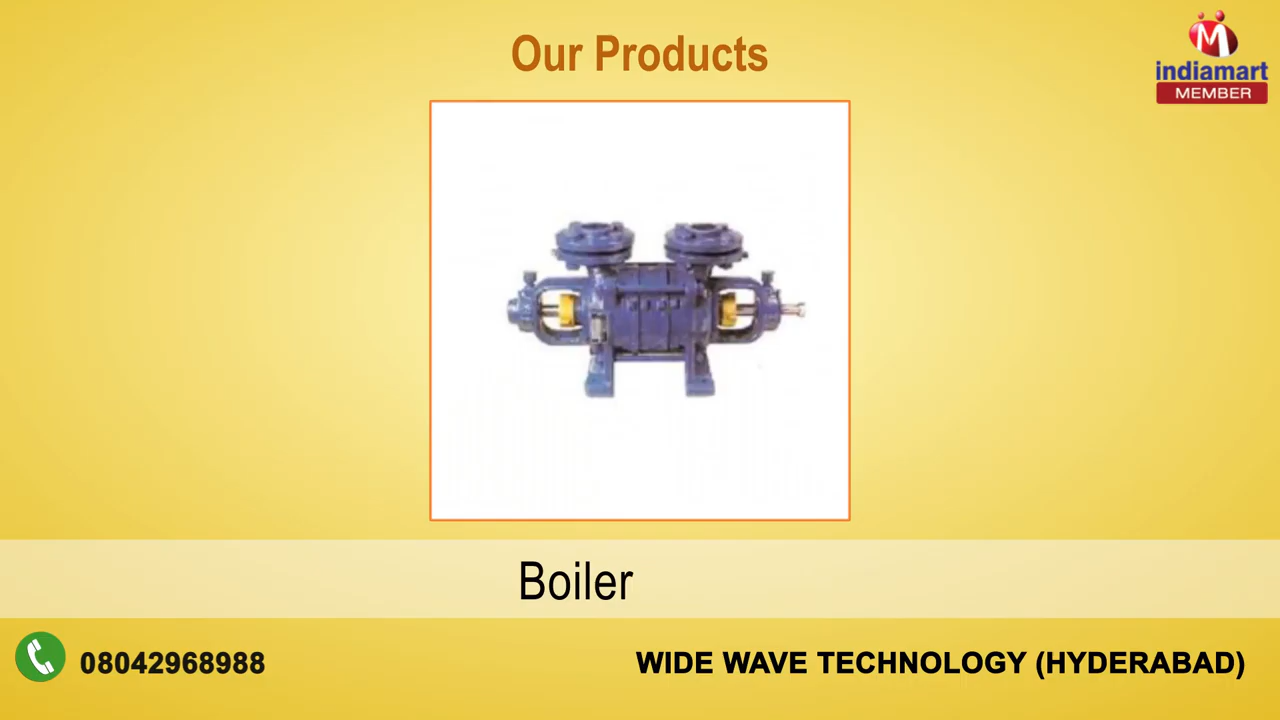 Our Products
indiamart
MEMBER
Boiler
08042968988
WIDE WAVE TECHNOLOGY (HYDERABAD)